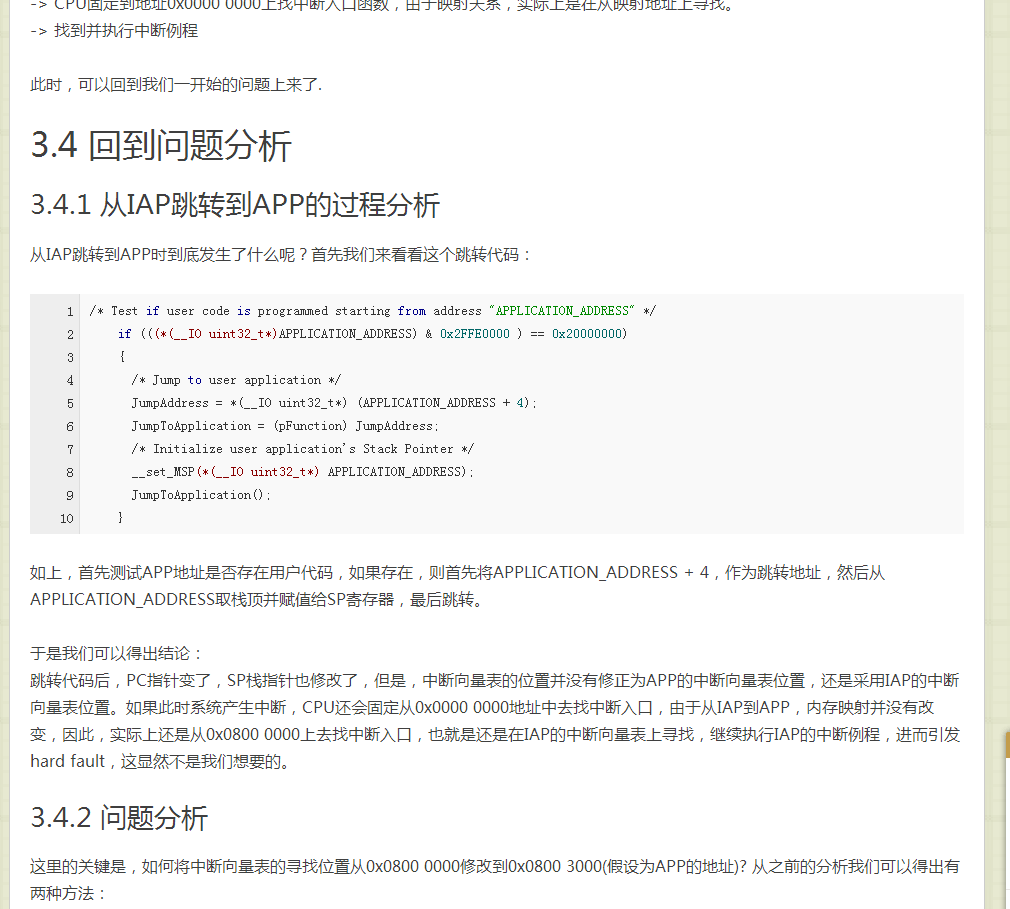 -> CPU固定到地址0x0000 0000上找中断入口函数，由于映射关系，实际上是在从映射地址上寻找。
-> 找到并执行中断例程
此时，可以回到我们一开始的问题上来了.
3.4 回到问题分析
3.4.1 从IAP跳转到APP的过程分析
从IAP跳转到APP时到底发生了什么呢？首先我们来看看这个跳转代码：
1 /* Test if user code is programmed starting from address "APPLICATION_ADDRESS" */
2 if (((*(__IO uint32_t*)APPLICATION_ADDRESS) & 0x2FFE0000 ) == 0x20000000)
3 {
4 /* Jump to user application */
5 JumpAddress = *(__IO uint32_t*) (APPLICATION_ADDRESS + 4);
6 JumpToApplication = (pFunction) JumpAddress;
7 /* Initialize user application's Stack Pointer */
8 __set_MSP(*(__IO uint32_t*) APPLICATION_ADDRESS);
9 JumpToApplication();
10 }
如上，首先测试APP地址是否存在用户代码，如果存在，则首先将APPLICATION_ADDRESS + 4，作为跳转地址，然后从
APPLICATION_ADDRESS取栈顶并赋值给SP寄存器，最后跳转。
于是我们可以得出结论：
跳转代码后，PC指针变了，SP栈指针也修改了，但是，中断向量表的位置并没有修正为APP的中断向量表位置，还是采用IAP的中断
向量表位置。如果此时系统产生中断，CPU还会固定从0x0000 0000地址中去找中断入口，由于从IAP到APP，内存映射并没有改
变，因此，实际上还是从0x0800 0000上去找中断入口，也就是还是在IAP的中断向量表上寻找，继续执行IAP的中断例程，进而引发
hard fault，这显然不是我们想要的。
3.4.2 问题分析
这里的关键是，如何将中断向量表的寻找位置从0x0800 0000修改到0x0800 3000(假设为APP的地址)? 从之前的分析我们可以得出有
两种方法：